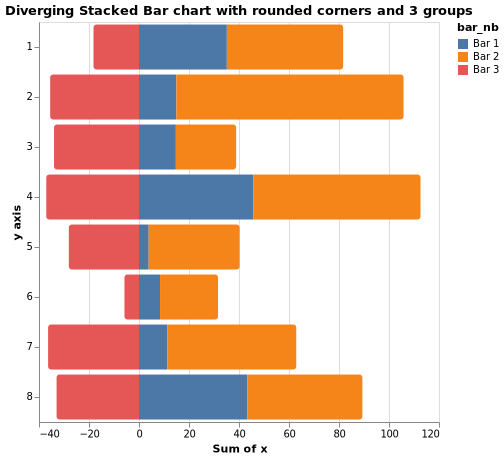 Diverging Stacked Bar chart with rounded corners and 3 groups
bar_nb
Bar 1
Bar 2
Bar 3
y axis
1
2
3
4
5
6
7
8
−40 −20 0 20 40 60 80 100 120
Sum of x